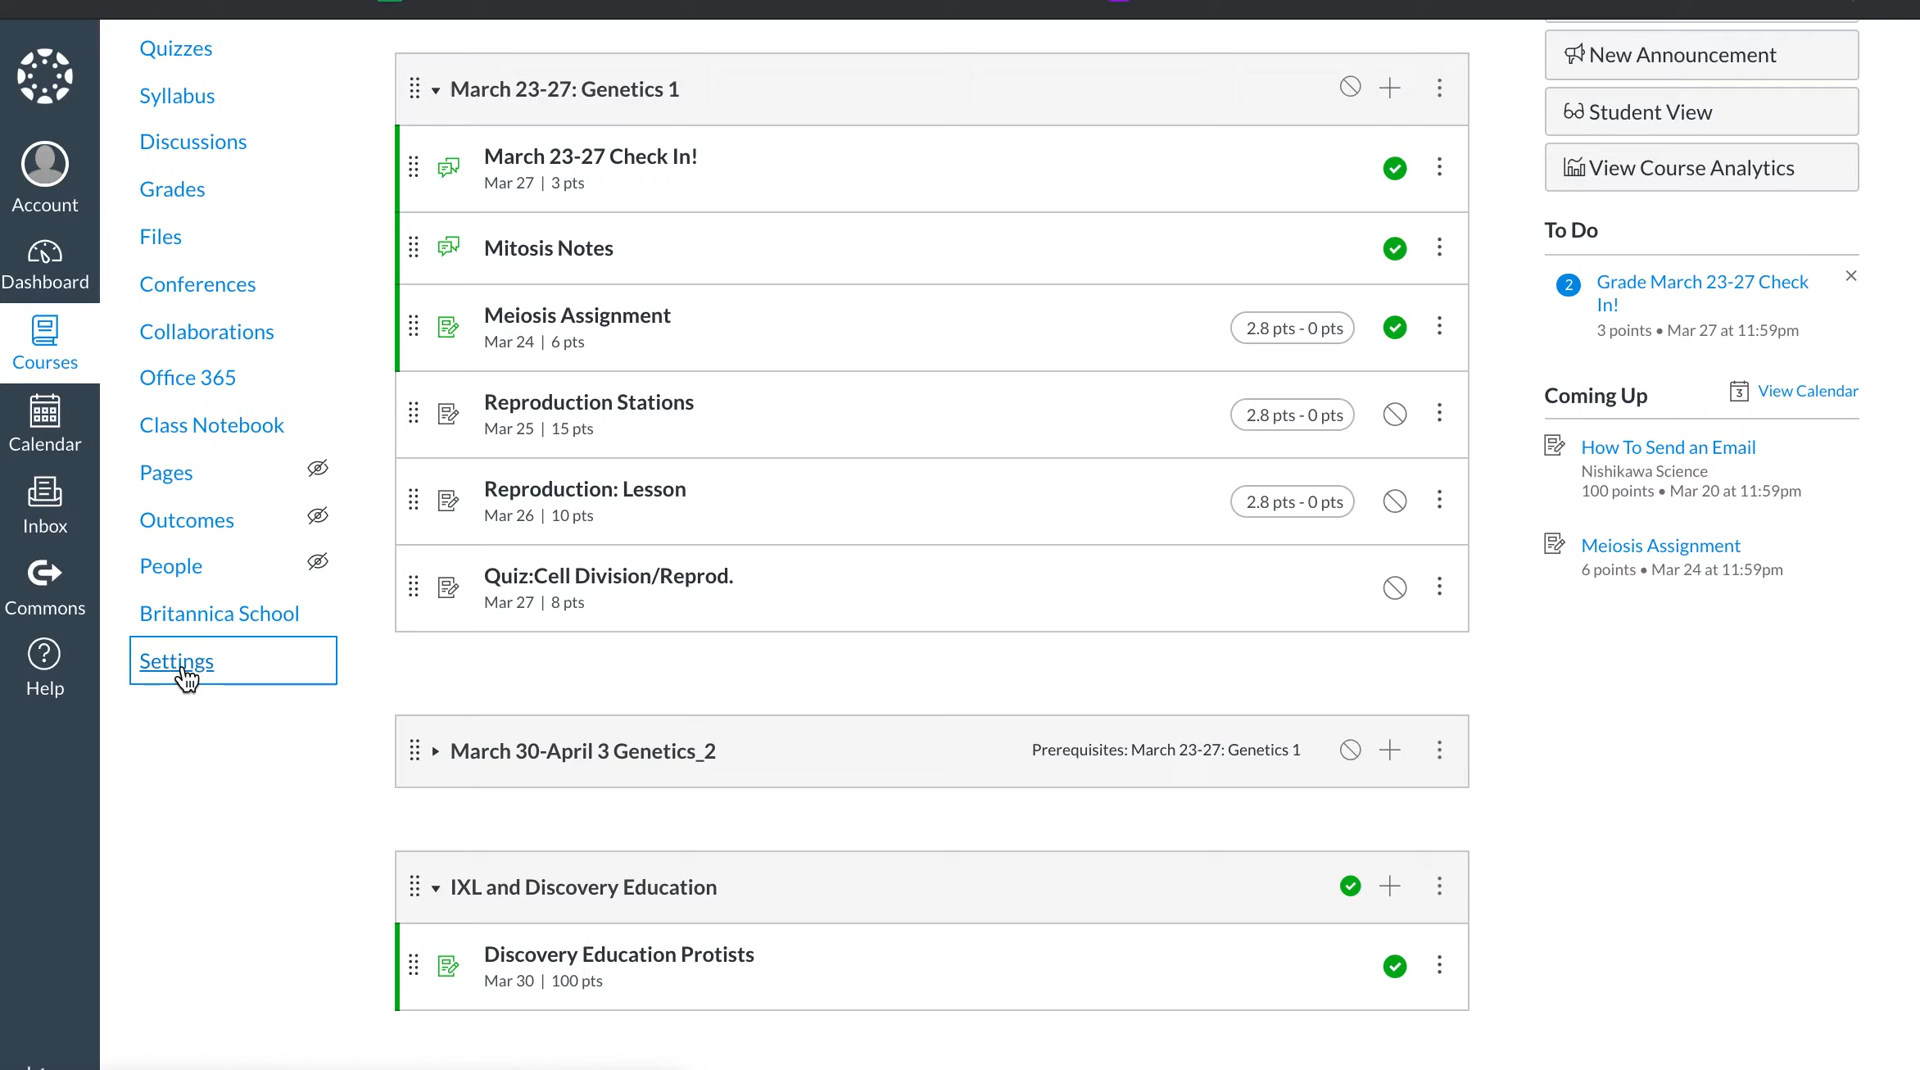 Account
Dashboard
Courses
Calendar
Inbox
Commons
Help
Quizzes
Syllabus
Discussions
Grades
Files
Conferences
Collaborations
Office 365
Class Notebook
Pages
Outcomes
People
Britannica School
Settings
March 23-27: Genetics 1
March 23-27 Check In!
Mar 27 | 3 pts
Mitosis Notes
Meiosis Assignment
Mar 24 | 6 pts
2.8 pts - 0 pts
Reproduction Stations
Mar 25 | 15 pts
2.8 pts - 0 pts
Reproduction: Lesson
Mar 26 | 10 pts
2.8 pts - 0 pts
Quiz:Cell Division/Reprod.
Mar 27 | 8 pts
March 30-April 3 Genetics_2
Prerequisites: March 23-27: Genetics 1
IXL and Discovery Education
Discovery Education Protists
Mar 30 | 100 pts
New Announcement
Student View
View Course Analytics
To Do
2
Grade March 23-27 Check
In!
3 points • Mar 27 at 11:59pm
Coming Up
3
View Calendar
How To Send an Email
Nishikawa Science
100 points • Mar 20 at 11:59pm
Meiosis Assignment
6 points • Mar 24 at 11:59pm